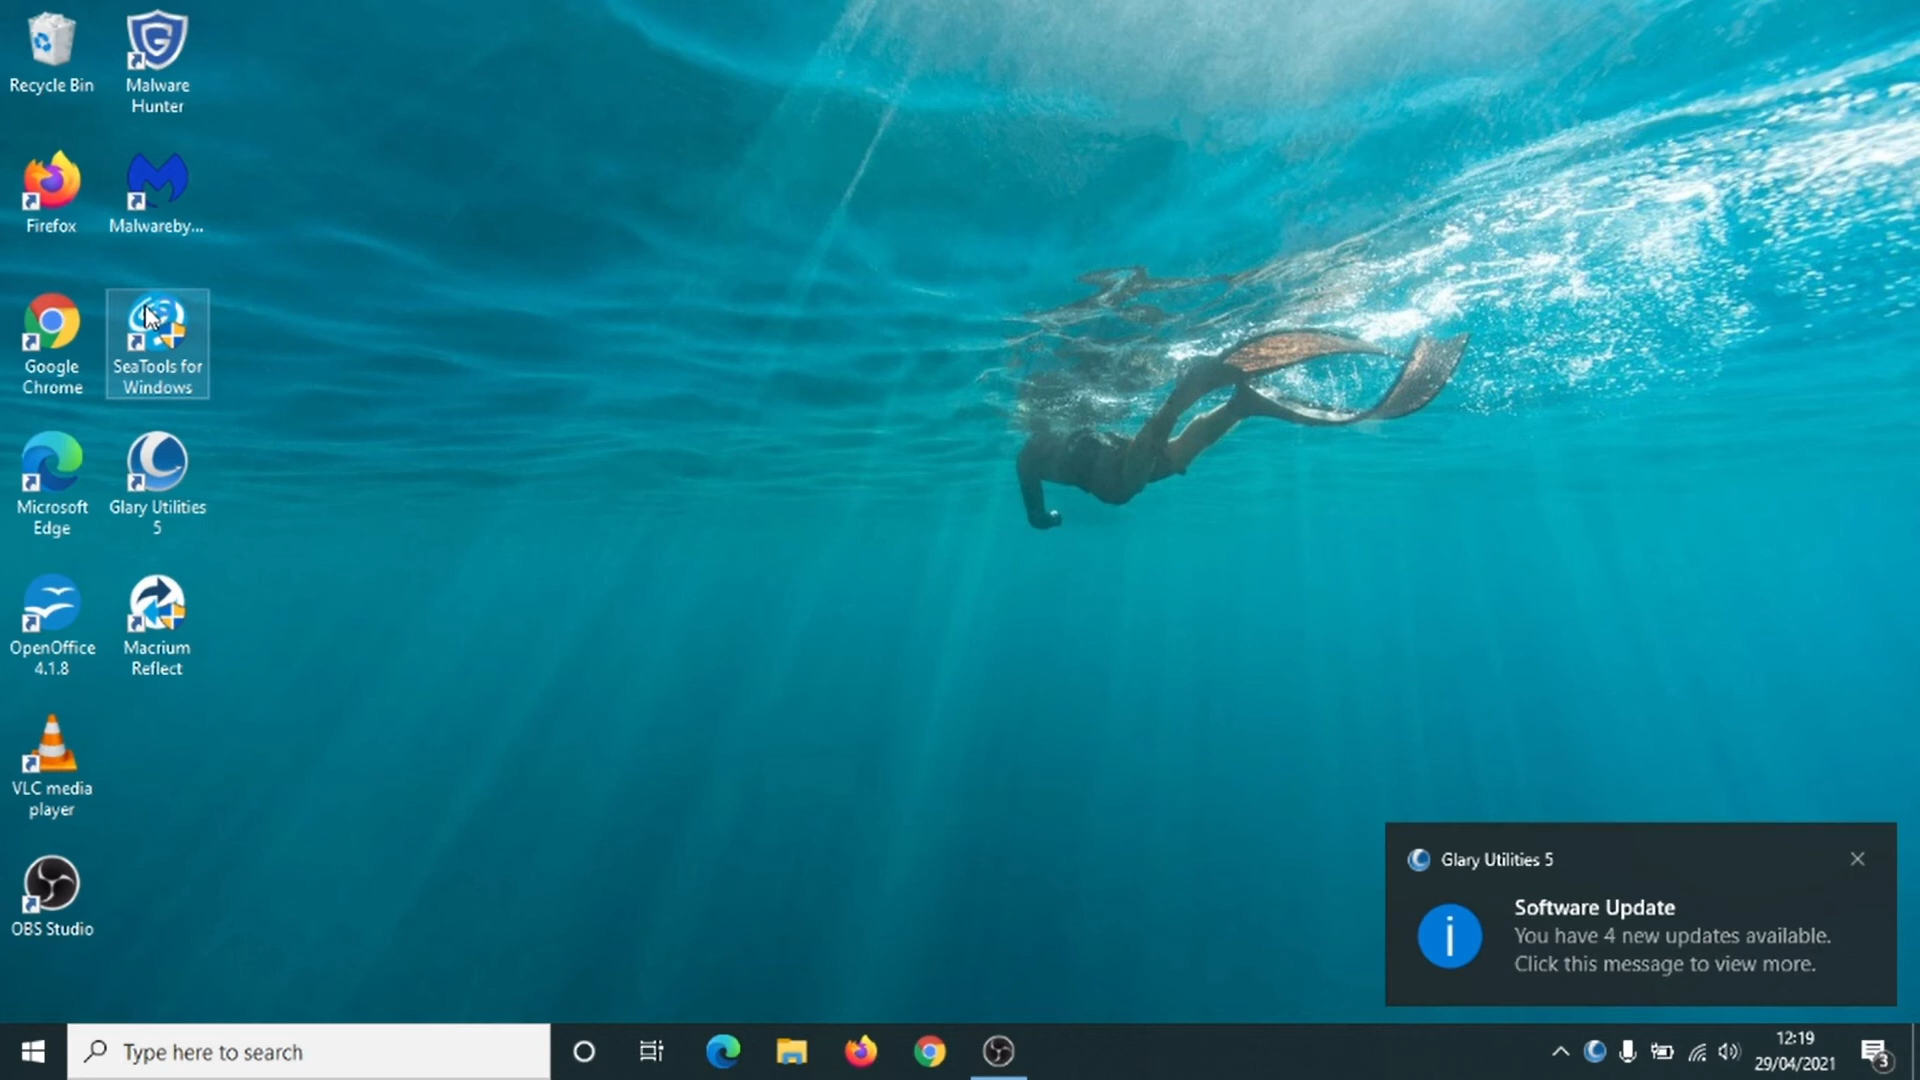 Recycle Bin
Malware
Hunter
Firefox
Malwareby...
Google
Chrome
SeaTools for
Windows
Microsoft
Edge
Glary Utilities
5
OpenOffice
4.1.8
Macrium
Reflect
VLC media
player
OBS Studio
Glary Utilities 5
Software Update
You have 4 new updates available.
Click this message to view more.
Type here to search
12:19
29/04/2021
3